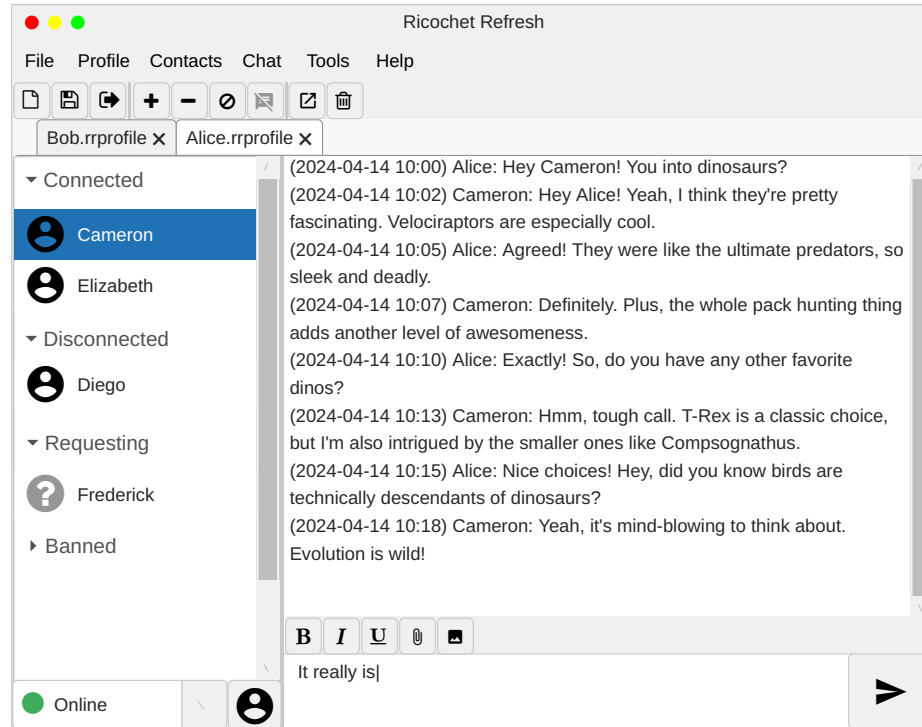 Ricochet Refresh
File Profile Contacts Chat Tools Help
Bob.rrprofile Alice.rrprofile
Connected
Cameron
Elizabeth
Disconnected
Diego
Requesting
Frederick
Banned
Online
(2024-04-14 10:00) Alice: Hey Cameron! You into dinosaurs?
(2024-04-14 10:02) Cameron: Hey Alice! Yeah, I think they're pretty
fascinating. Velociraptors are especially cool.
(2024-04-14 10:05) Alice: Agreed! They were like the ultimate predators, so
sleek and deadly.
(2024-04-14 10:07) Cameron: Definitely. Plus, the whole pack hunting thing
adds another level of awesomeness.
(2024-04-14 10:10) Alice: Exactly! So, do you have any other favorite
dinos?
(2024-04-14 10:13) Cameron: Hmm, tough call. T-Rex is a classic choice,
but I'm also intrigued by the smaller ones like Compsognathus.
(2024-04-14 10:15) Alice: Nice choices! Hey, did you know birds are
technically descendants of dinosaurs?
(2024-04-14 10:18) Cameron: Yeah, it's mind-blowing to think about.
Evolution is wild!
B I U
It really is